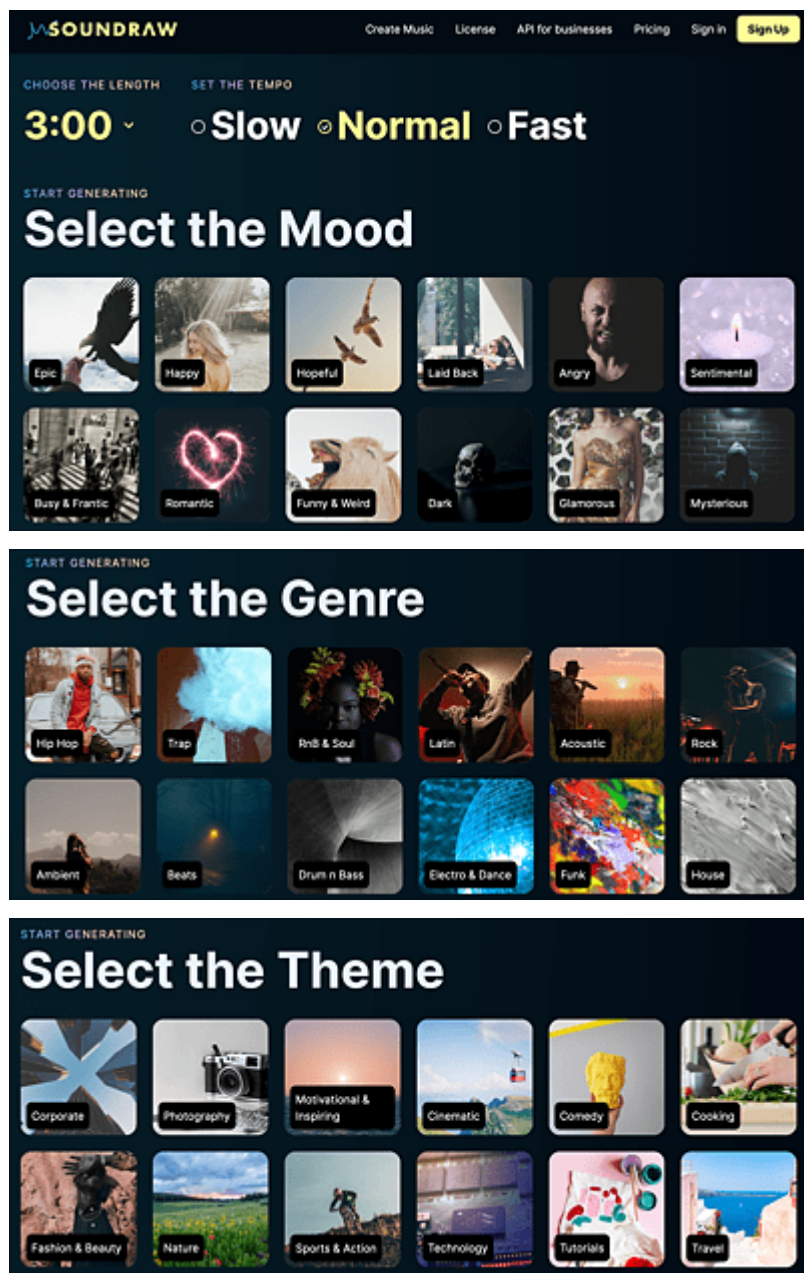 SOUNDRAW Create Music License API for businesses Pricing Sign in Sign Up
CHOOSE THE LENGTH SET THE TEMPO
3:00 Slow Normal Fast
START GENERATING
Select the Mood
Epic Happy Hopeful Laid Back Angry Sentimental
Busy & Frantic Romantic Funny & Weird Dark Glamorous Mysterious
START GENERATING
Select the Genre
Hip Hop Trap RnB & Soul Latin Acoustic Rock
Ambient Beats Drum n Bass Electro & Dance Funk House
START GENERATING
Select the Theme
Corporate Photography Motivational & Inspiring Cinematic Comedy Cooking
Fashion & Beauty Nature Sports & Action Technology Tutorials Travel